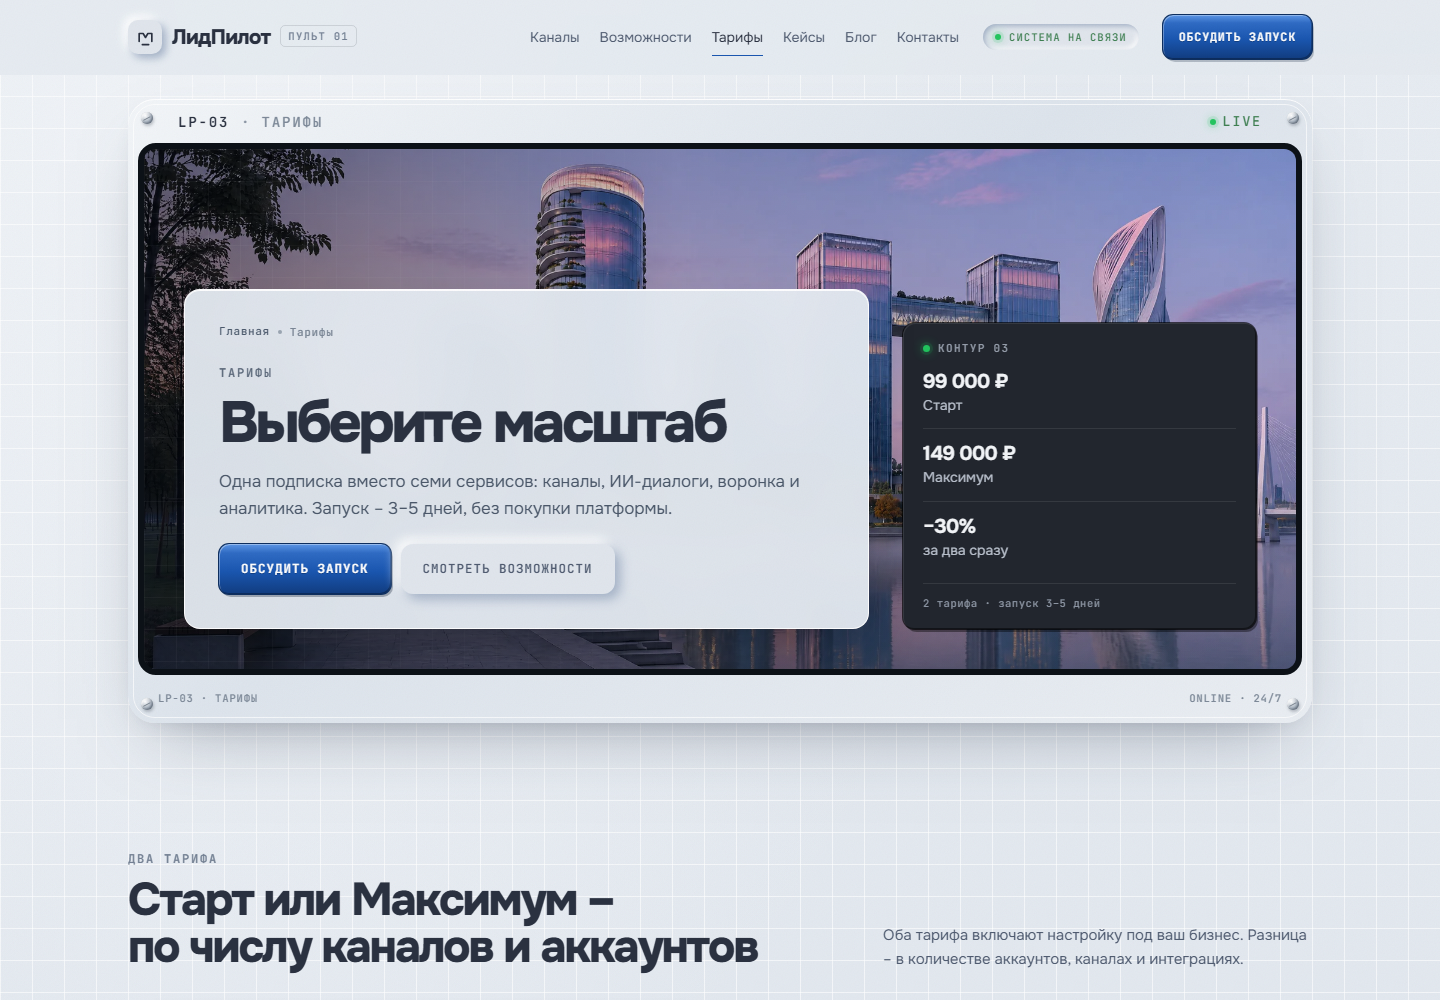 ЛидПилот
ПУЛЬТ 01
Каналы
Возможности
Тарифы
Кейсы
Блог
Контакты
СИСТЕМА НА СВЯЗИ
ОБСУДИТЬ ЗАПУСК
LP-03 · ТАРИФЫ
LIVE
Главная • Тарифы
ТАРИФЫ
Выберите масштаб
Одна подписка вместо семи сервисов: каналы, ИИ-диалоги, воронка и
аналитика. Запуск – 3–5 дней, без покупки платформы.
ОБСУДИТЬ ЗАПУСК
СМОТРЕТЬ ВОЗМОЖНОСТИ
КОНТУР 03
99 000 ₽
Старт
149 000 ₽
Максимум
−30%
за два сразу
2 тарифа · запуск 3–5 дней
LP-03 · ТАРИФЫ
ONLINE · 24/7
ДВА ТАРИФА
Старт или Максимум –
по числу каналов и аккаунтов
Оба тарифа включают настройку под ваш бизнес. Разница
– в количестве аккаунтов, каналах и интеграциях.